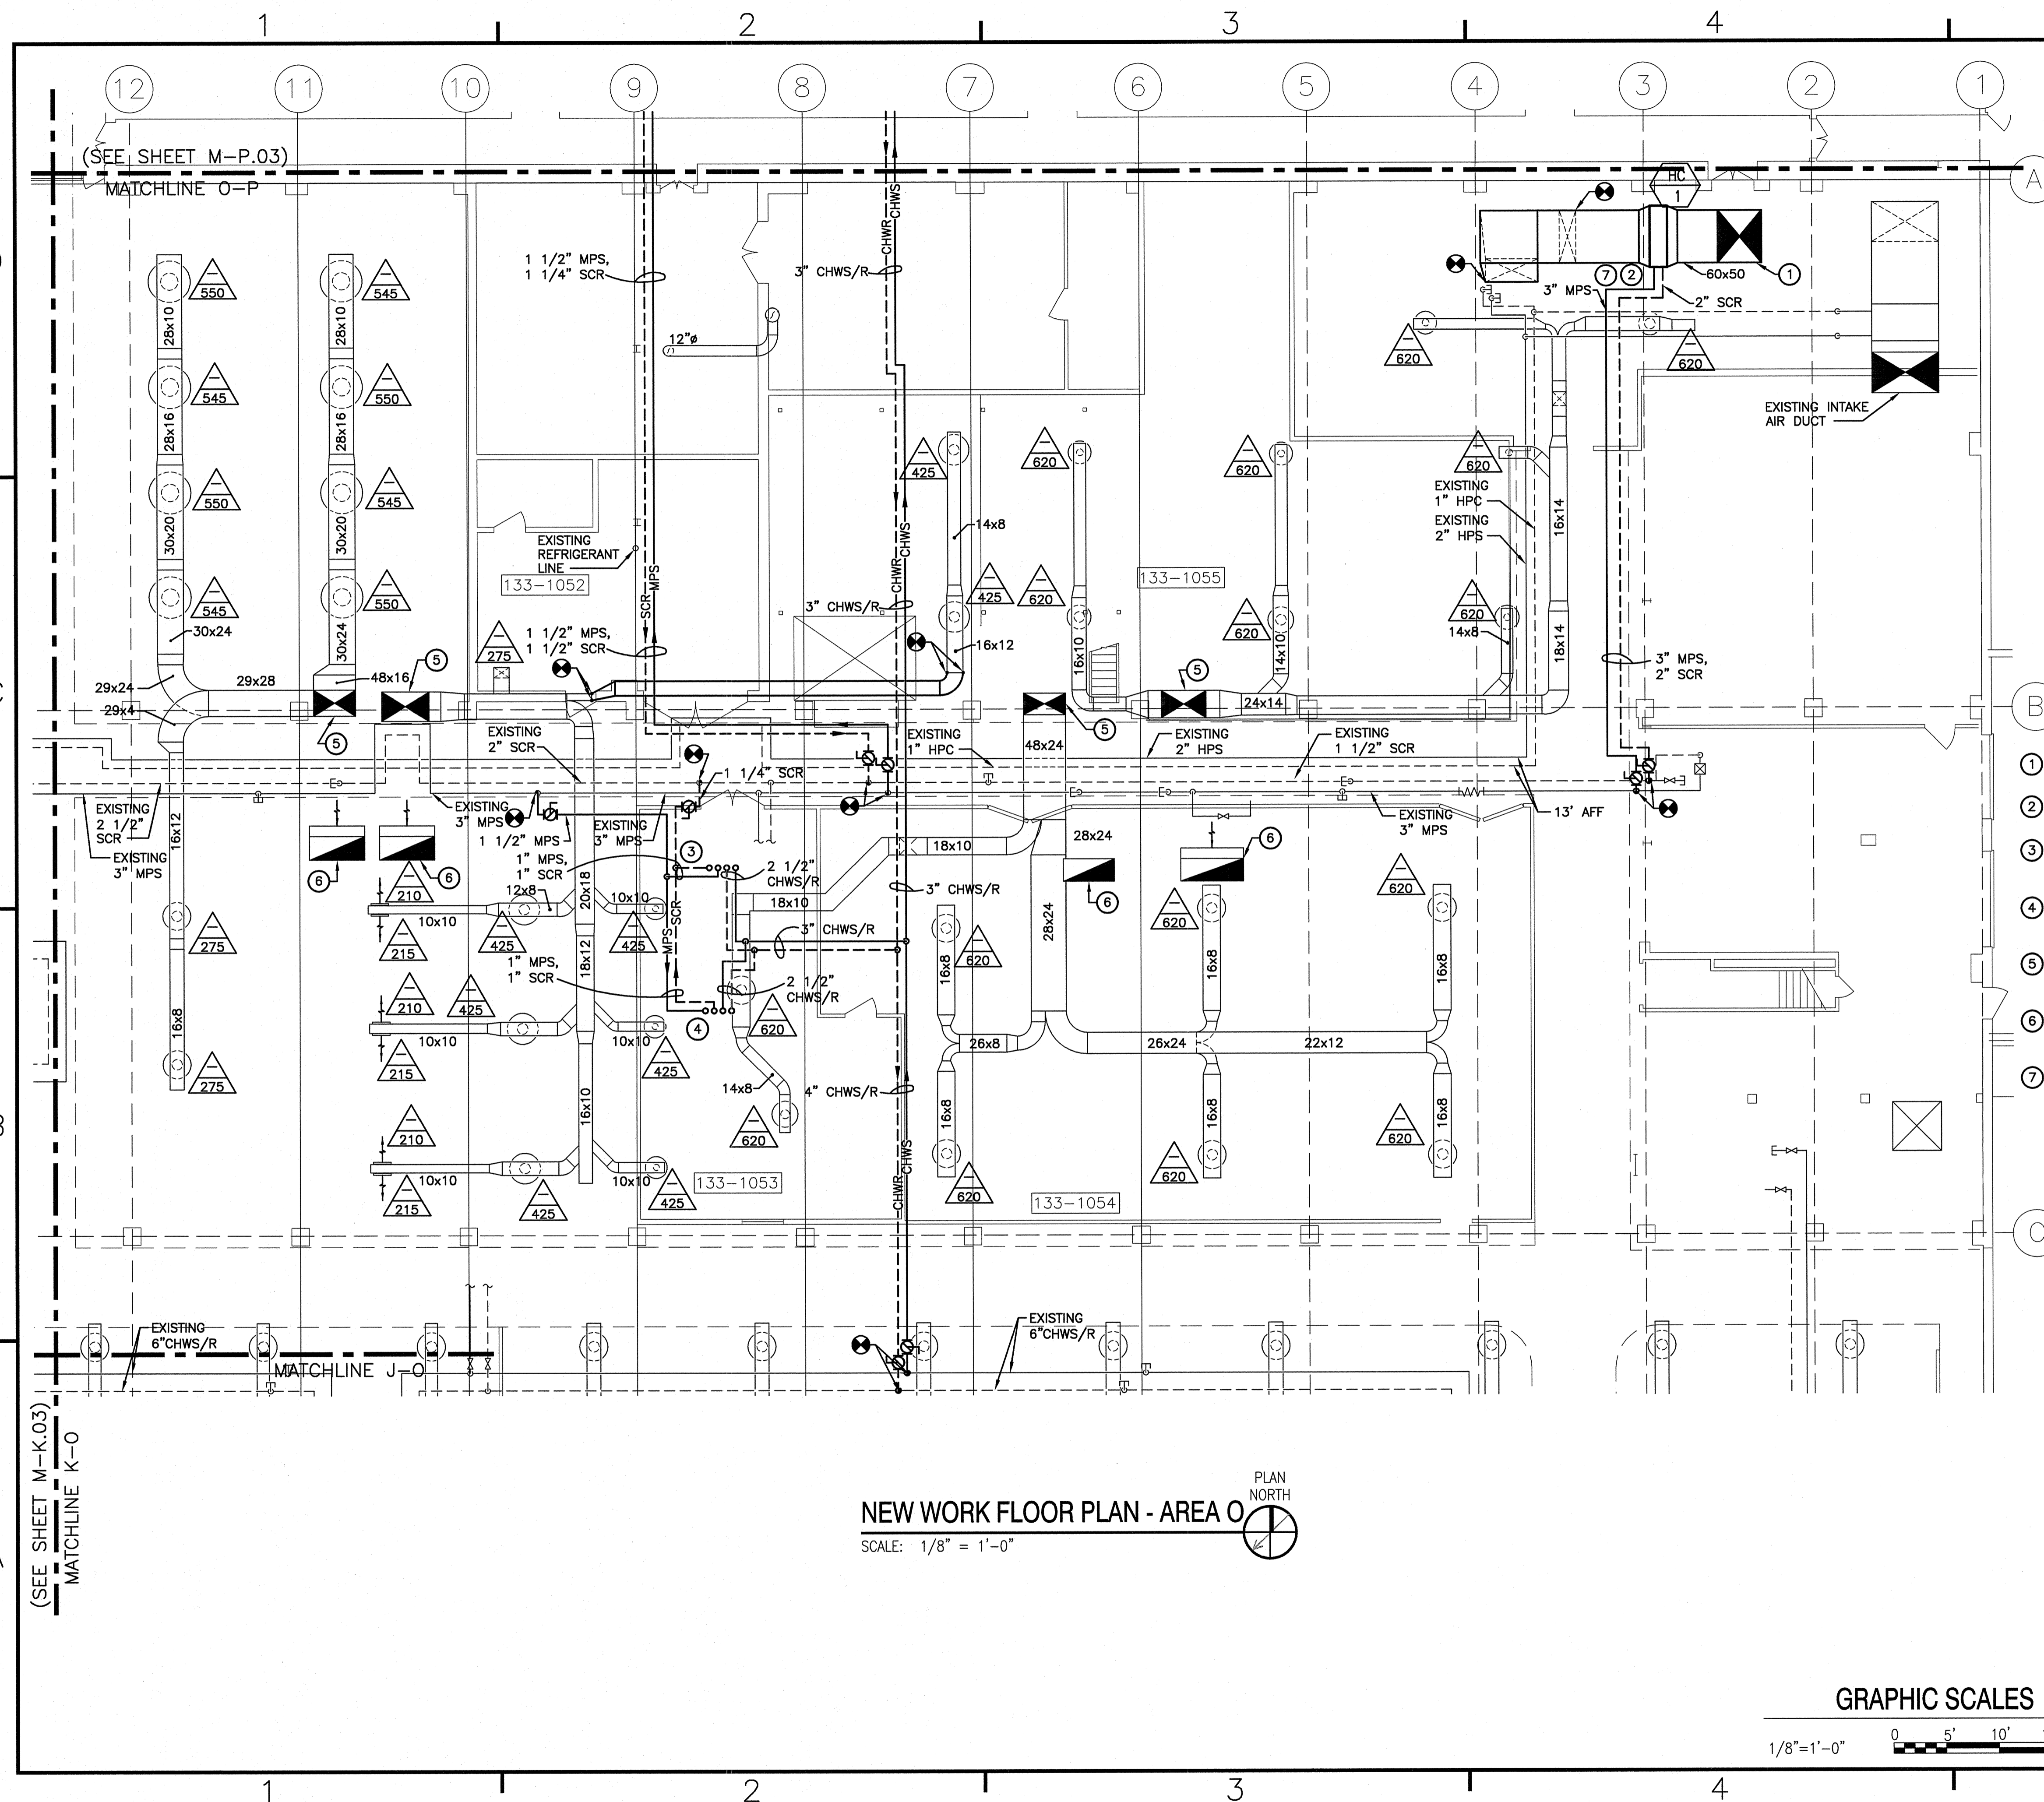 1 2 3 4
12 11 10 9 8 7 6 5 4 3 2 1
(SEE SHEET M-P.03)
MATCHLINE O-P
A
HC
1
CHWR
CHWS
1 1/2" MPS,
1 1/4" SCR
3" CHWS/R
550
545
28x10
28x10
7
2
60x50
1
3" MPS
2" SCR
12"ø
620
620
545
550
EXISTING INTAKE
AIR DUCT
28x16
28x16
425
620
620
620
550
545
EXISTING
1" HPC
EXISTING
2" HPS
30x20
30x20
16x14
14x8
EXISTING
REFRIGERANT
LINE
133-1052
133-1055
CHWR
CHWS
SCR
MPS
545
550
425
620
620
620
3" CHWS/R
30x24
30x24
1 1/2" MPS,
1 1/2" SCR
275
16x12
16x10
14x10
14x8
18x14
3" MPS,
2" SCR
5
48x16
29x24
29x28
29x4
5
5
24x14
B
5
EXISTING
2" SCR
EXISTING
1" HPC
48x24
EXISTING
2" HPS
EXISTING
1 1/2" SCR
1 1/4" SCR
EXISTING
2 1/2"
SCR
EXISTING
3" MPS
16x12
EXISTING
3" MPS
1 1/2" MPS
EXISTING
3" MPS
13' AFF
EXISTING
3" MPS
1
2
3
4
5
6
7
6
6
1" MPS,
1" SCR
3
2 1/2"
CHWS/R
18x10
28x24
6
6
210
12x8
20x18
10x10
18x10
3" CHWS/R
620
620
10x10
275
215
425
425
MPS
SCR
28x24
3" CHWS/R
18x12
16x8
620
16x8
16x8
1" MPS,
1" SCR
2 1/2"
CHWS/R
16x8
210
425
10x10
10x10
4
620
26x8
26x24
22x12
275
215
425
14x8
4" CHWS/R
16x10
16x8
16x8
16x8
210
620
620
620
10x10
10x10
CHWR
CHWS
215
425
425
133-1053
620
133-1054
C
EXISTING
6"CHWS/R
EXISTING
6"CHWS/R
MATCHLINE J-O
(SEE SHEET M-K.03)
MATCHLINE K-O
NEW WORK FLOOR PLAN - AREA O
SCALE: 1/8" = 1'-0"
PLAN
NORTH
GRAPHIC SCALES
1/8"=1'-0"
0 5' 10'
1 2 3 4